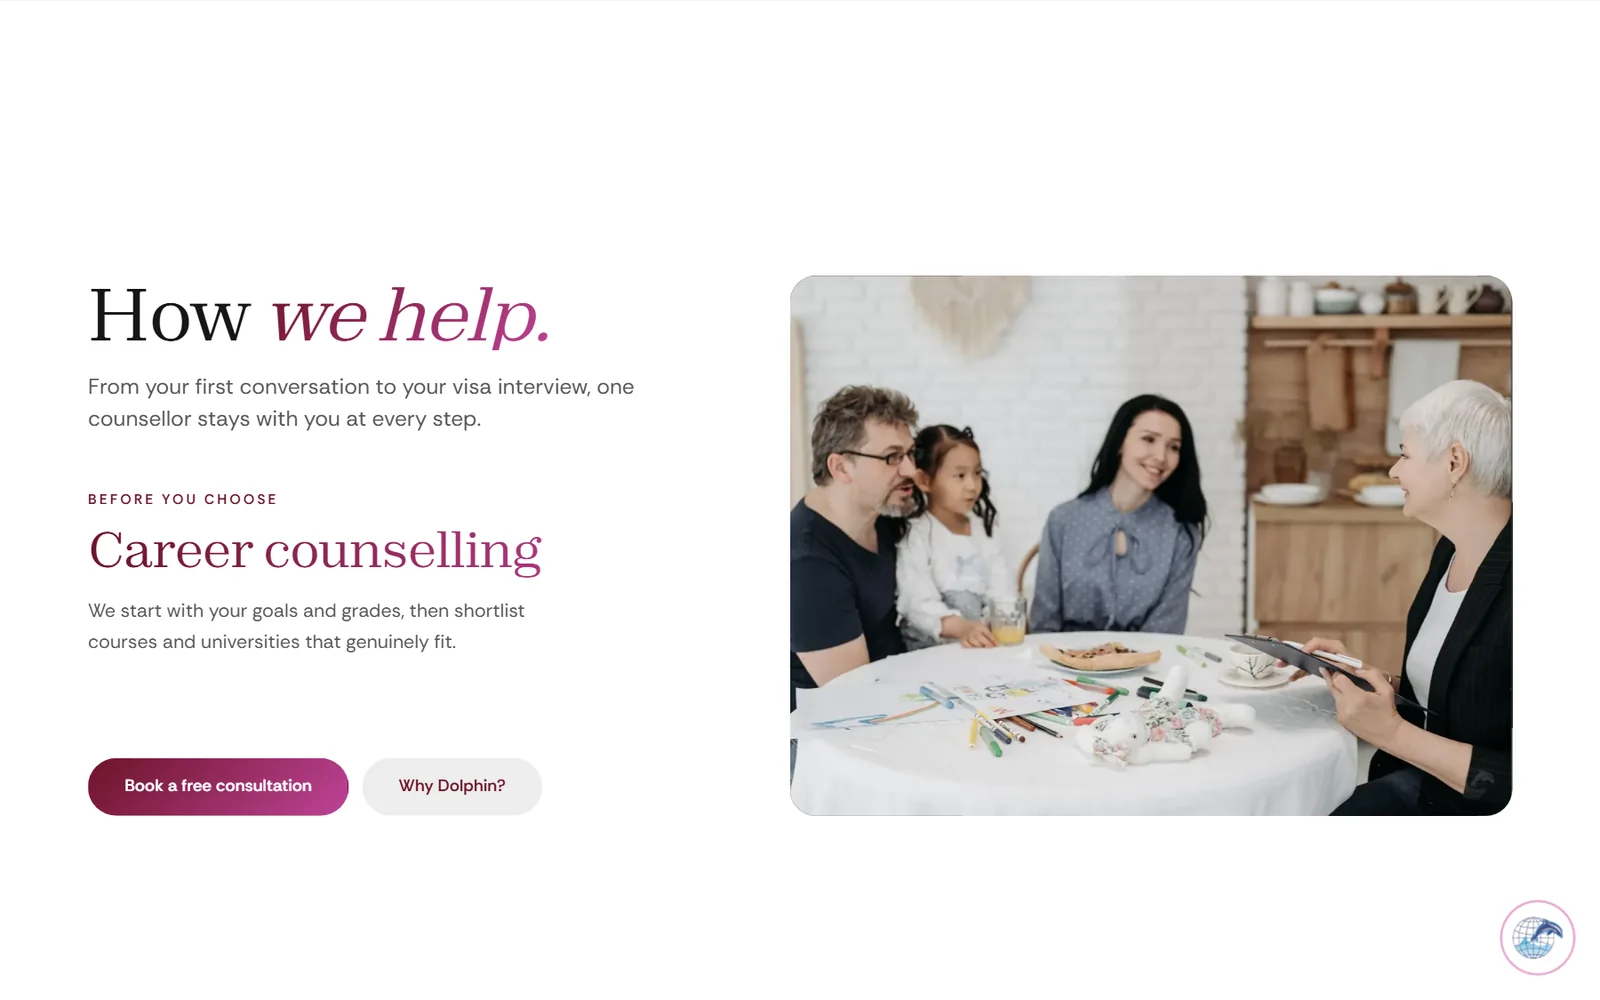 How we help.
From your first conversation to your visa interview, one
counsellor stays with you at every step.
BEFORE YOU CHOOSE
Career counselling
We start with your goals and grades, then shortlist
courses and universities that genuinely fit.
Book a free consultation
Why Dolphin?